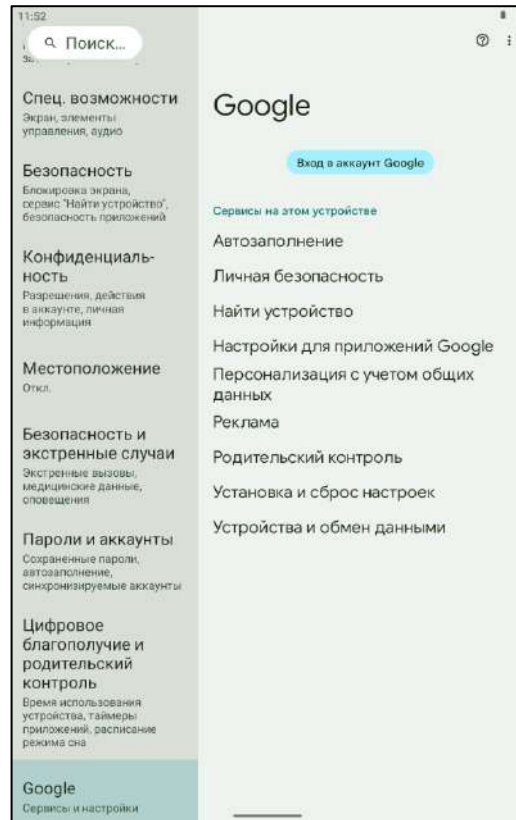 11:52
Поиск...
Спец. возможности
Экран, элементы
управления, аудио
Безопасность
Блокировка экрана,
сервис "Найти устройство",
безопасность приложений
Конфиденциаль-
ность
Разрешения, действия
в аккаунте, личная
информация
Местоположение
Откл.
Безопасность и
экстренные случаи
Экстренные вызовы,
медицинские данные,
оповещения
Пароли и аккаунты
Сохраненные пароли,
автозаполнение,
синхронизируемые аккаунты
Цифровое
благополучие и
родительский
контроль
Время использования
устройства, таймеры
приложений, расписание
режима сна
Google
Сервисы и настройки
Google
Вход в аккаунт Google
Сервисы на этом устройстве
Автозаполнение
Личная безопасность
Найти устройство
Настройки для приложений Google
Персонализация с учетом общих
данных
Реклама
Родительский контроль
Установка и сброс настроек
Устройства и обмен данными